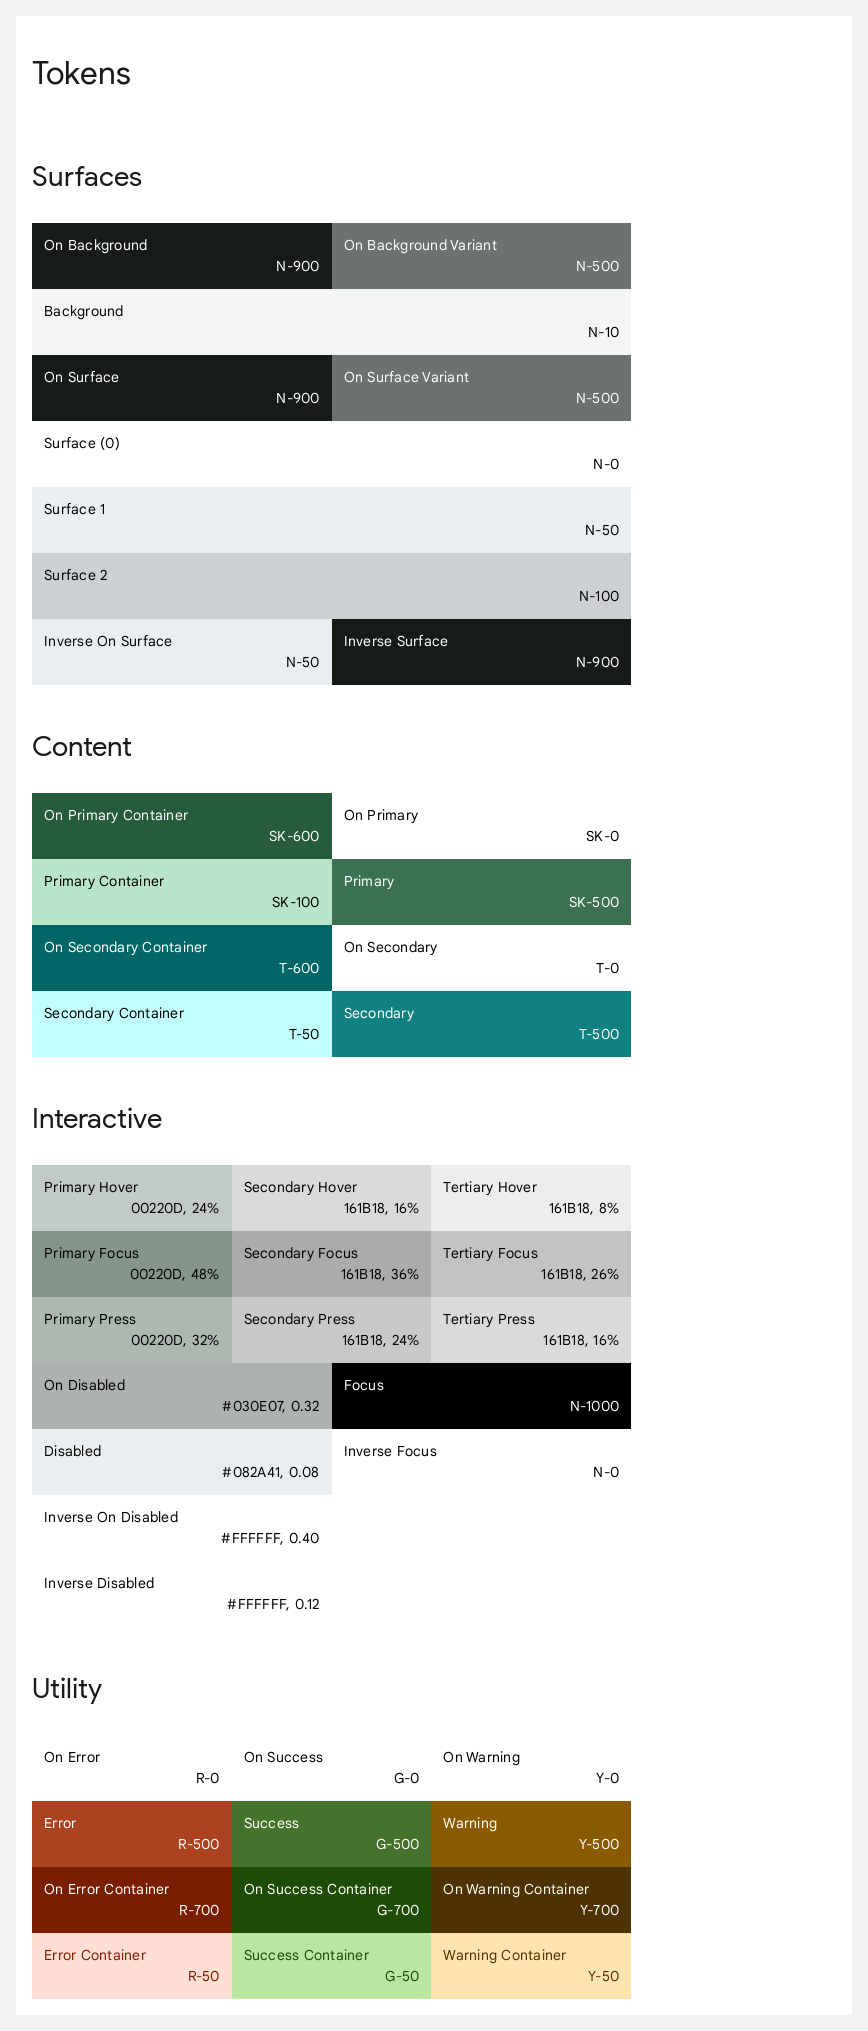 Tokens
Surfaces
On Background
N-900
On Background Variant
N-500
Background
N-10
On Surface
N-900
On Surface Variant
N-500
Surface (0)
N-0
Surface 1
N-50
Surface 2
N-100
Inverse On Surface
N-50
Inverse Surface
N-900
Content
On Primary Container
SK-600
On Primary
SK-0
Primary Container
SK-100
Primary
SK-500
On Secondary Container
T-600
On Secondary
T-0
Secondary Container
T-50
Secondary
T-500
Interactive
Primary Hover
00220D, 24%
Secondary Hover
161B18, 16%
Tertiary Hover
161B18, 8%
Primary Focus
00220D, 48%
Secondary Focus
161B18, 36%
Tertiary Focus
161B18, 26%
Primary Press
00220D, 32%
Secondary Press
161B18, 24%
Tertiary Press
161B18, 16%
On Disabled
#030E07, 0.32
Focus
N-1000
Disabled
#082A41, 0.08
Inverse Focus
N-0
Inverse On Disabled
#FFFFFF, 0.40
Inverse Disabled
#FFFFFF, 0.12
Utility
On Error
R-0
On Success
G-0
On Warning
Y-0
Error
R-500
Success
G-500
Warning
Y-500
On Error Container
R-700
On Success Container
G-700
On Warning Container
Y-700
Error Container
R-50
Success Container
G-50
Warning Container
Y-50